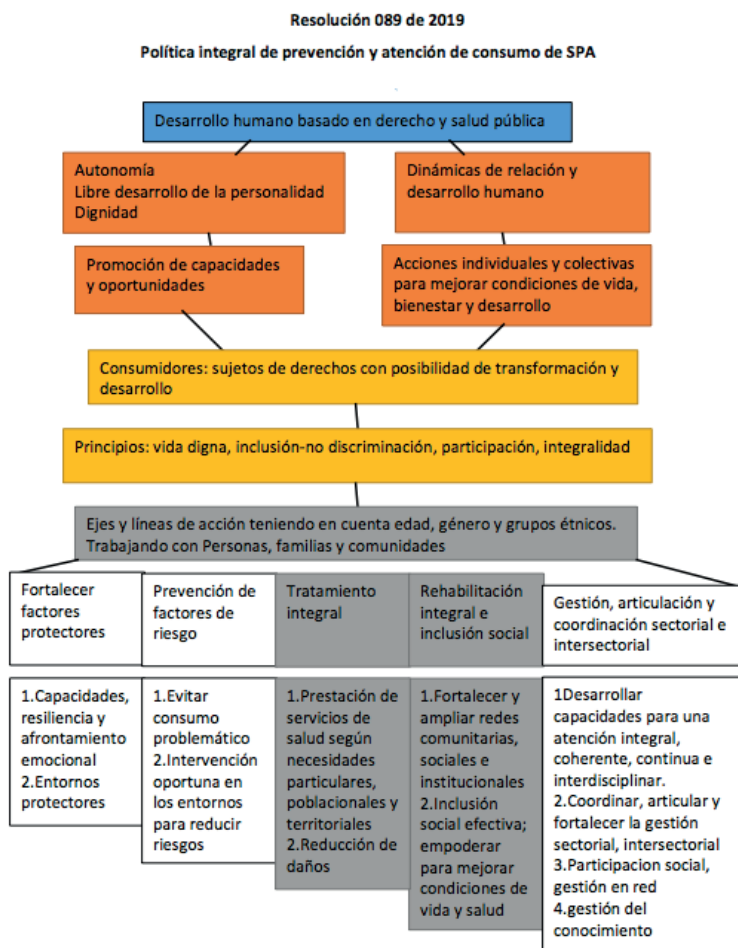 Resolución 089 de 2019
Política integral de prevención y atención de consumo de SPA
Desarrollo humano basado en derecho y salud pública
Autonomía
Libre desarrollo de la personalidad
Dignidad
Dinámicas de relación y
desarrollo humano
Promoción de capacidades
y oportunidades
Acciones individuales y colectivas
para mejorar condiciones de vida,
bienestar y desarrollo
Consumidores: sujetos de derechos con posibilidad de transformación y
desarrollo
Principios: vida digna, inclusión-no discriminación, participación, integralidad
Ejes y líneas de acción teniendo en cuenta edad, género y grupos étnicos.
Trabajando con Personas, familias y comunidades
Fortalecer
factores
protectores
Prevención de
factores de
riesgo
Tratamiento
integral
Rehabilitación
integral e
inclusión social
Gestión, articulación y
coordinación sectorial e
intersectorial
1.Capacidades,
resiliencia y
afrontamiento
emocional
2.Entornos
protectores
1.Evitar
consumo
problemático
2.Intervención
oportuna en
los entornos
para reducir
riesgos
1.Prestación de
servicios de
salud según
necesidades
particulares,
poblacionales y
territoriales
2.Reducción de
daños
1.Fortalecer y
ampliar redes
comunitarias,
sociales e
institucionales
2.Inclusión
social efectiva;
empoderar
para mejorar
condiciones de
vida y salud
1Desarrollar
capacidades para una
atención integral,
coherente, continua e
interdisciplinar.
2.Coordinar, articular y
fortalecer la gestión
sectorial, intersectorial
3.Participacion social,
gestión en red
4.gestión del
conocimiento